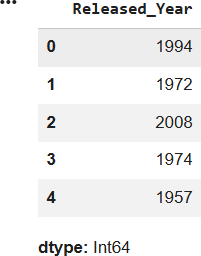 Released_Year
0 1994
1 1972
2 2008
3 1974
4 1957
dtype: Int64